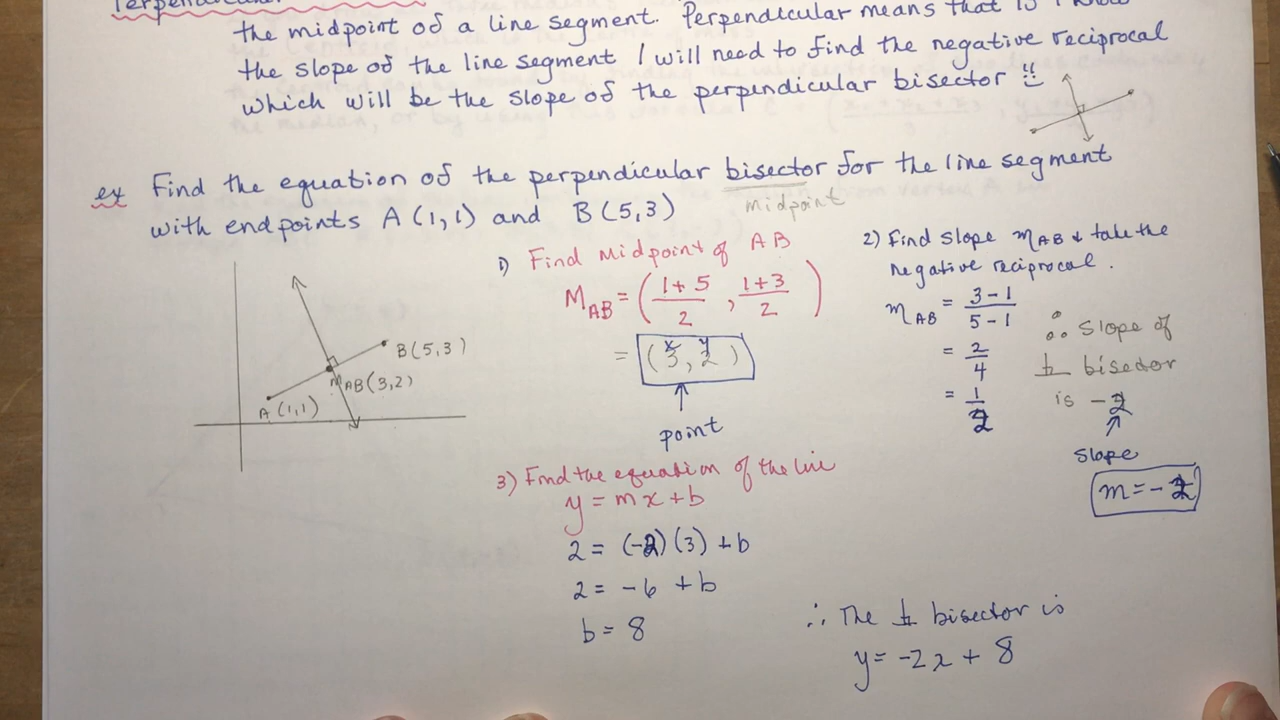 Perpendicular
the midpoint of a line segment. Perpendicular means that is I know
the slope of the line segment I will need to find the negative reciprocal
which will be the slope of the perpendicular bisector !!
ex Find the equation of the perpendicular bisector for the line segment
with endpoints A (1,1) and B (5,3)
midpoint
1) Find Midpoint of AB
M_AB = ( (1+5)/2 , (1+3)/2 )
= (3, 2)
x y
point
2) Find slope m_AB & take the
negative reciprocal.
m_AB = (3-1)/(5-1)
= 2/4
= 1/2
∴ Slope of
⊥ bisector
is -2
Slope
m = -2
B (5,3)
M_AB (3,2)
A (1,1)
3) Find the equation of the line
y = mx + b
2 = (-2)(3) + b
2 = -6 + b
b = 8
∴ The ⊥ bisector is
y = -2x + 8